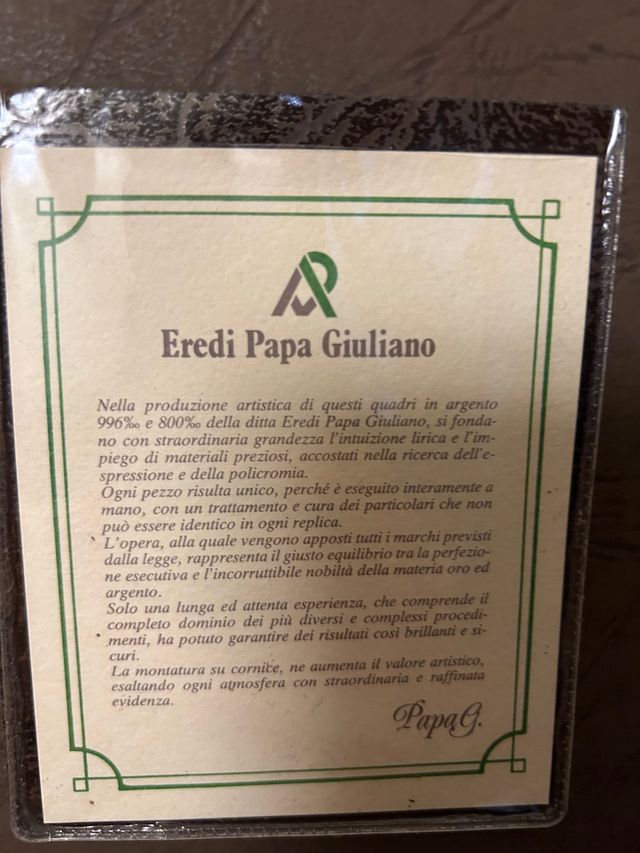 Eredi Papa Giuliano
Nella produzione artistica di questi quadri in argento
996‰ e 800‰ della ditta Eredi Papa Giuliano, si fonda-
no con straordinaria grandezza l'intuizione lirica e l'im-
piego di materiali preziosi, accostati nella ricerca dell'e-
spressione e della policromia.
Ogni pezzo risulta unico, perché è eseguito interamente a
mano, con un trattamento e cura dei particolari che non
può essere identico in ogni replica.
L'opera, alla quale vengono apposti tutti i marchi previsti
dalla legge, rappresenta il giusto equilibrio tra la perfezio-
ne esecutiva e l'incorruttibile nobiltà della materia oro ed
argento.
Solo una lunga ed attenta esperienza, che comprende il
completo dominio dei più diversi e complessi procedi-
menti, ha potuto garantire dei risultati così brillanti e si-
curi.
La montatura su cornice, ne aumenta il valore artistico,
esaltando ogni atmosfera con straordinaria e raffinata
evidenza.
Papa G.